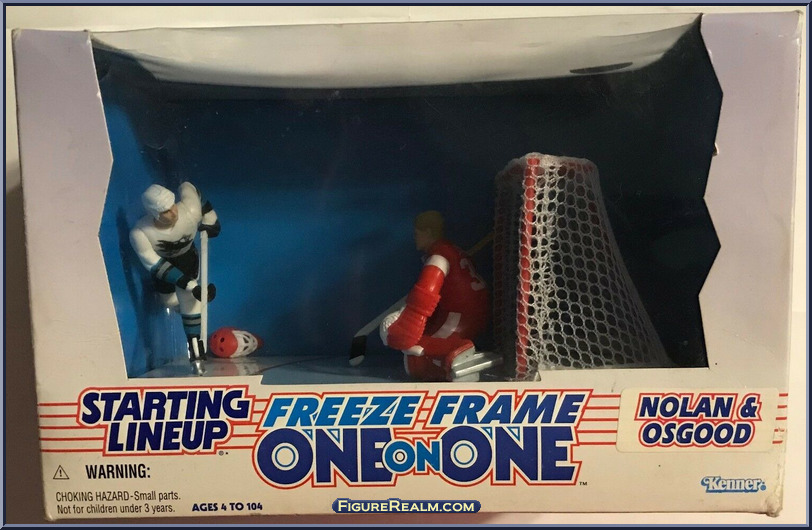 STARTING
LINEUP
FREEZE FRAME
ONE ON ONE™
NOLAN &
OSGOOD
⚠ WARNING:
CHOKING HAZARD-Small parts.
Not for children under 3 years.
AGES 4 TO 104
Kenner
FIGUREREALM.COM